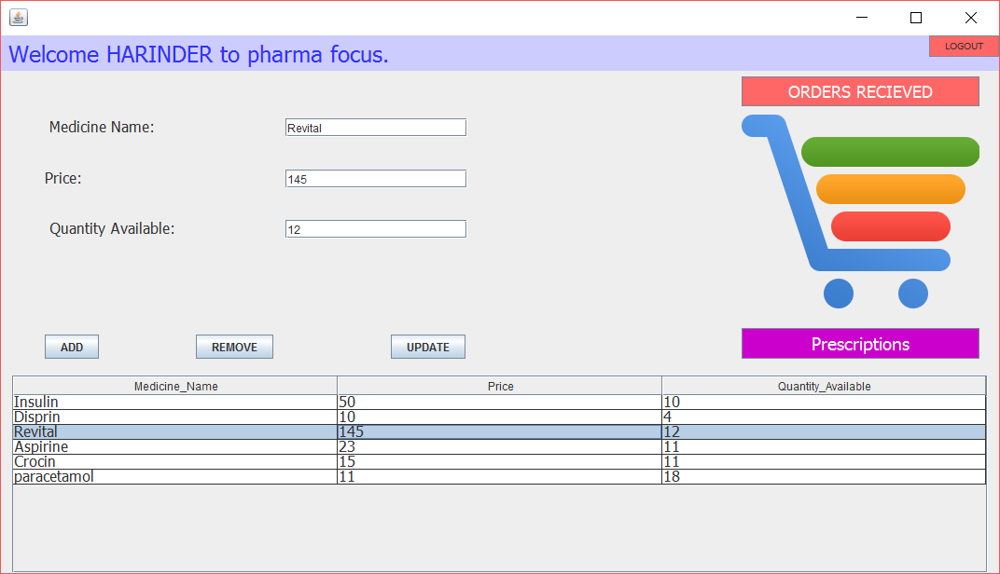 Welcome HARINDER to pharma focus.
LOGOUT
ORDERS RECIEVED
Medicine Name: Revital
Price: 145
Quantity Available: 12
ADD REMOVE UPDATE
Prescriptions
Medicine_Name Price Quantity_Available
Insulin 50 10
Disprin 10 4
Revital 145 12
Aspirine 23 11
Crocin 15 11
paracetamol 11 18